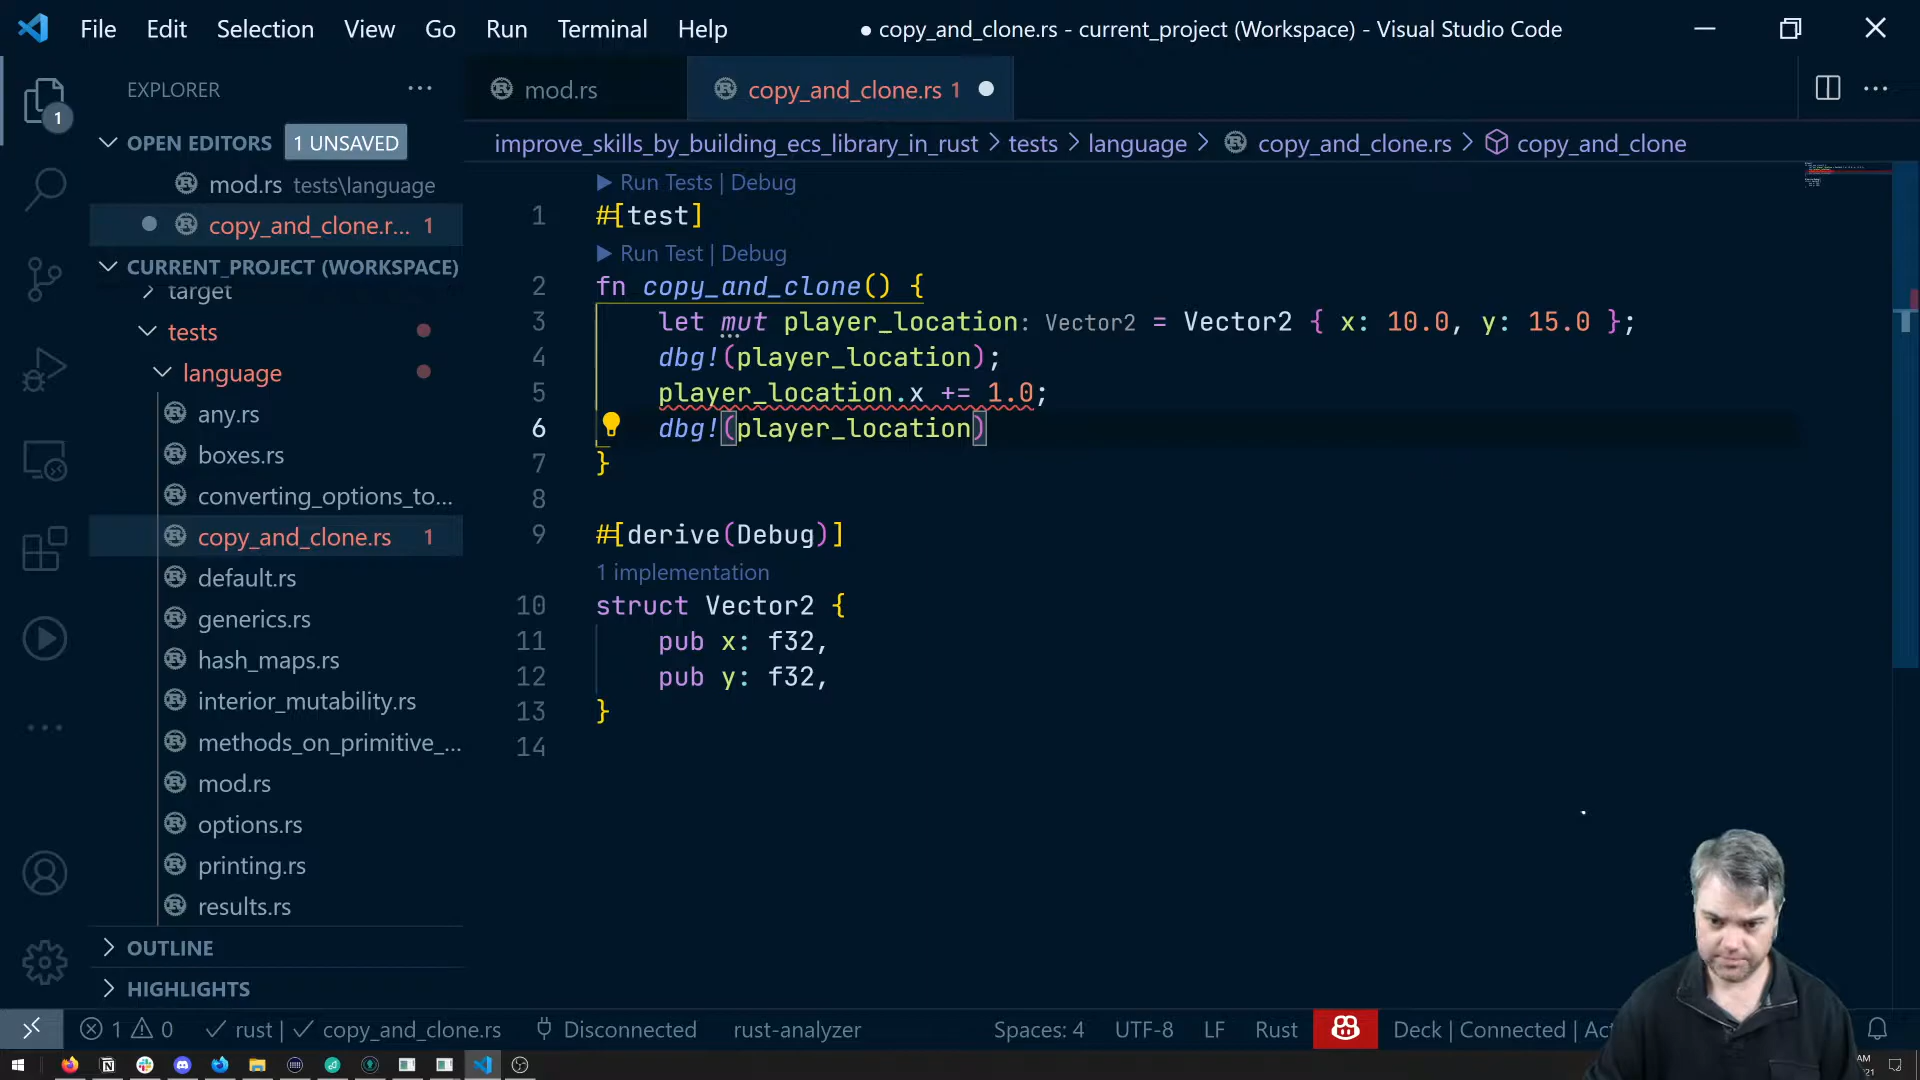 File Edit Selection View Go Run Terminal Help
● copy_and_clone.rs - current_project (Workspace) - Visual Studio Code
EXPLORER
1
OPEN EDITORS 1 UNSAVED
mod.rs tests\language
copy_and_clone.r... 1
CURRENT_PROJECT (WORKSPACE)
target
tests
language
any.rs
boxes.rs
converting_options_to...
copy_and_clone.rs 1
default.rs
generics.rs
hash_maps.rs
interior_mutability.rs
methods_on_primitive_...
mod.rs
options.rs
printing.rs
results.rs
OUTLINE
HIGHLIGHTS
mod.rs
copy_and_clone.rs 1
improve_skills_by_building_ecs_library_in_rust > tests > language > copy_and_clone.rs > copy_and_clone
▶ Run Tests | Debug
1 #[test]
▶ Run Test | Debug
2 fn copy_and_clone() {
3 let mut player_location: Vector2 = Vector2 { x: 10.0, y: 15.0 };
4 dbg!(player_location);
5 player_location.x += 1.0;
6 dbg!(player_location)
7 }
8
9 #[derive(Debug)]
1 implementation
10 struct Vector2 {
11 pub x: f32,
12 pub y: f32,
13 }
14
1 0 rust | copy_and_clone.rs Disconnected rust-analyzer Spaces: 4 UTF-8 LF Rust Deck | Connected | Act
AM